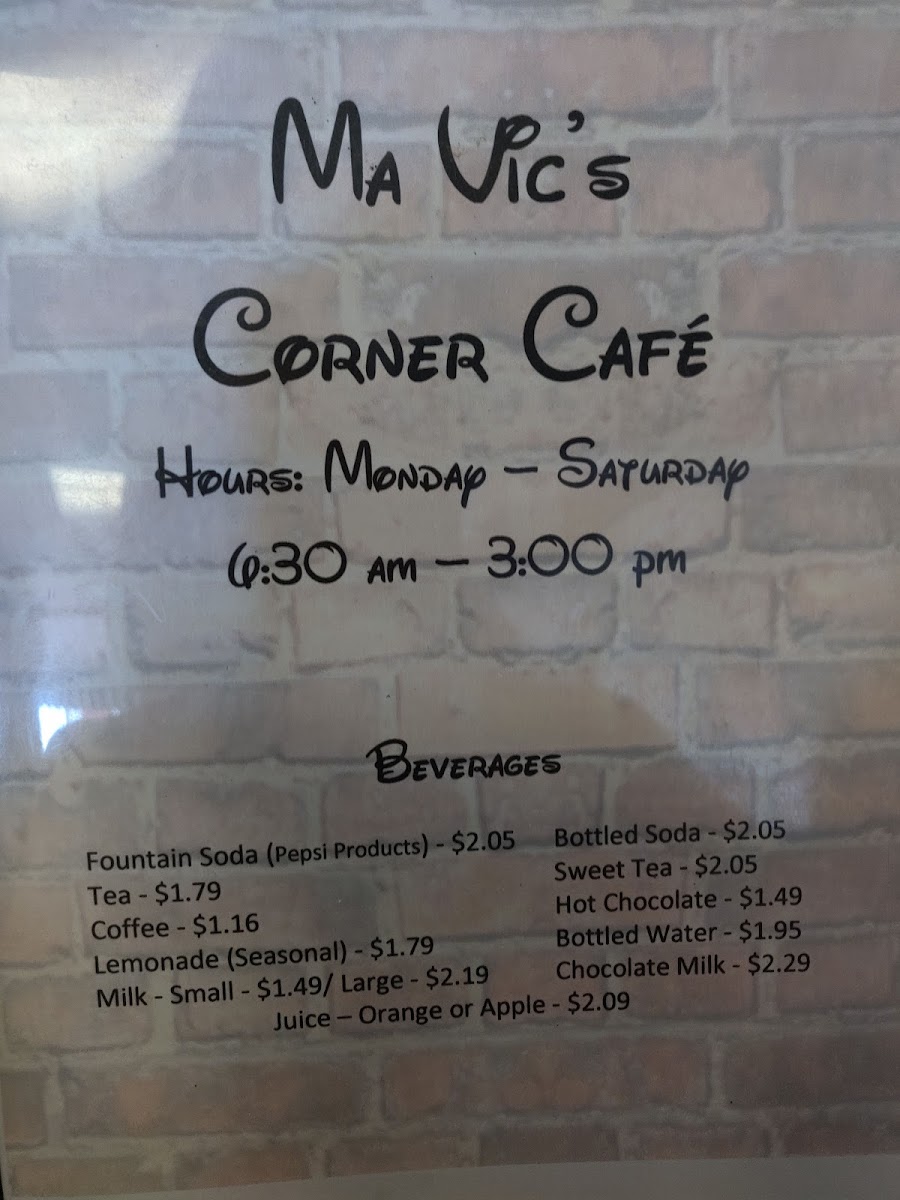 Ma Vic's
Corner Café
Hours: Monday – Saturday
6:30 am – 3:00 pm
Beverages
Fountain Soda (Pepsi Products) - $2.05
Tea - $1.79
Coffee - $1.16
Lemonade (Seasonal) - $1.79
Milk - Small - $1.49/ Large - $2.19
Bottled Soda - $2.05
Sweet Tea - $2.05
Hot Chocolate - $1.49
Bottled Water - $1.95
Chocolate Milk - $2.29
Juice – Orange or Apple - $2.09